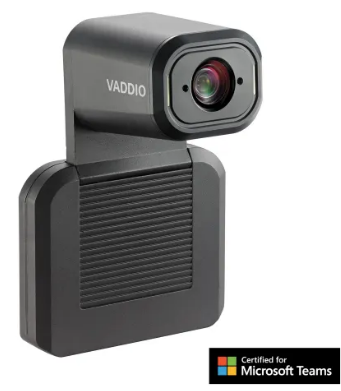 VADDIO
Certified for
Microsoft Teams